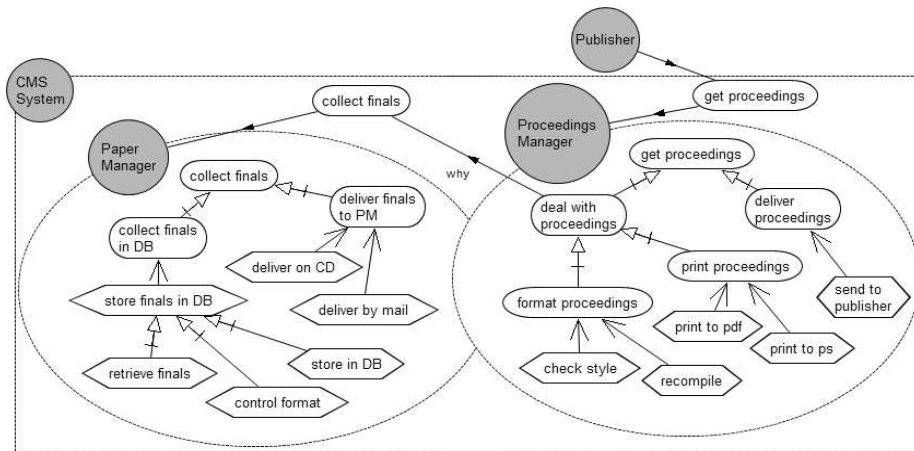 Publisher
CMS
System
collect finals
get proceedings
Proceedings
Manager
Paper
Manager
get proceedings
collect finals
why
deliver finals
to PM
deal with
proceedings
deliver
proceedings
collect finals
in DB
deliver on CD
print proceedings
store finals in DB
deliver by mail
format proceedings
send to
publisher
print to pdf
print to ps
store in DB
check style
retrieve finals
recompile
control format